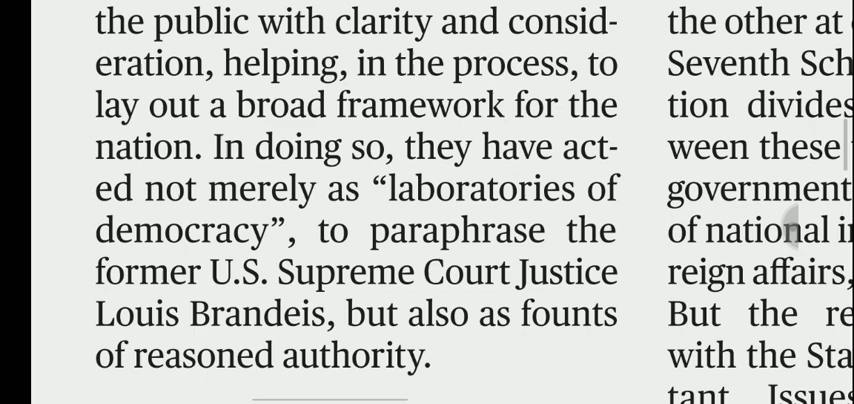 the public with clarity and consid-
eration, helping, in the process, to
lay out a broad framework for the
nation. In doing so, they have act-
ed not merely as “laboratories of
democracy”, to paraphrase the
former U.S. Supreme Court Justice
Louis Brandeis, but also as founts
of reasoned authority.
the other at
Seventh Sch
tion divides
ween these
government
of national i
reign affairs,
But the re
with the Sta
tant Issues